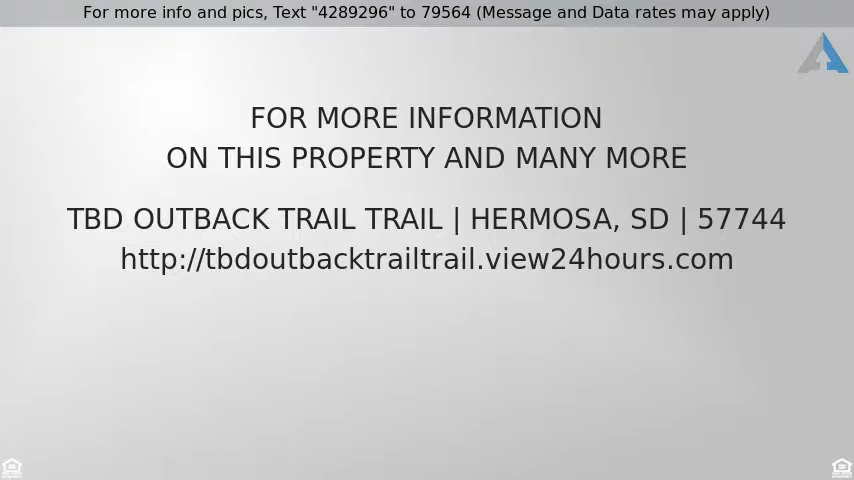 For more info and pics, Text "4289296" to 79564 (Message and Data rates may apply)
FOR MORE INFORMATION
ON THIS PROPERTY AND MANY MORE
TBD OUTBACK TRAIL TRAIL | HERMOSA, SD | 57744
http://tbdoutbacktrailtrail.view24hours.com